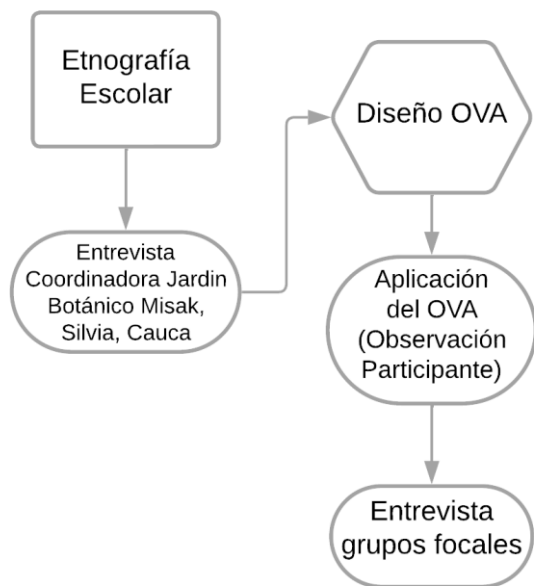 Etnografía
Escolar
Entrevista
Coordinadora Jardin
Botánico Misak,
Silvia, Cauca
Diseño OVA
Aplicación
del OVA
(Observación
Participante)
Entrevista
grupos focales